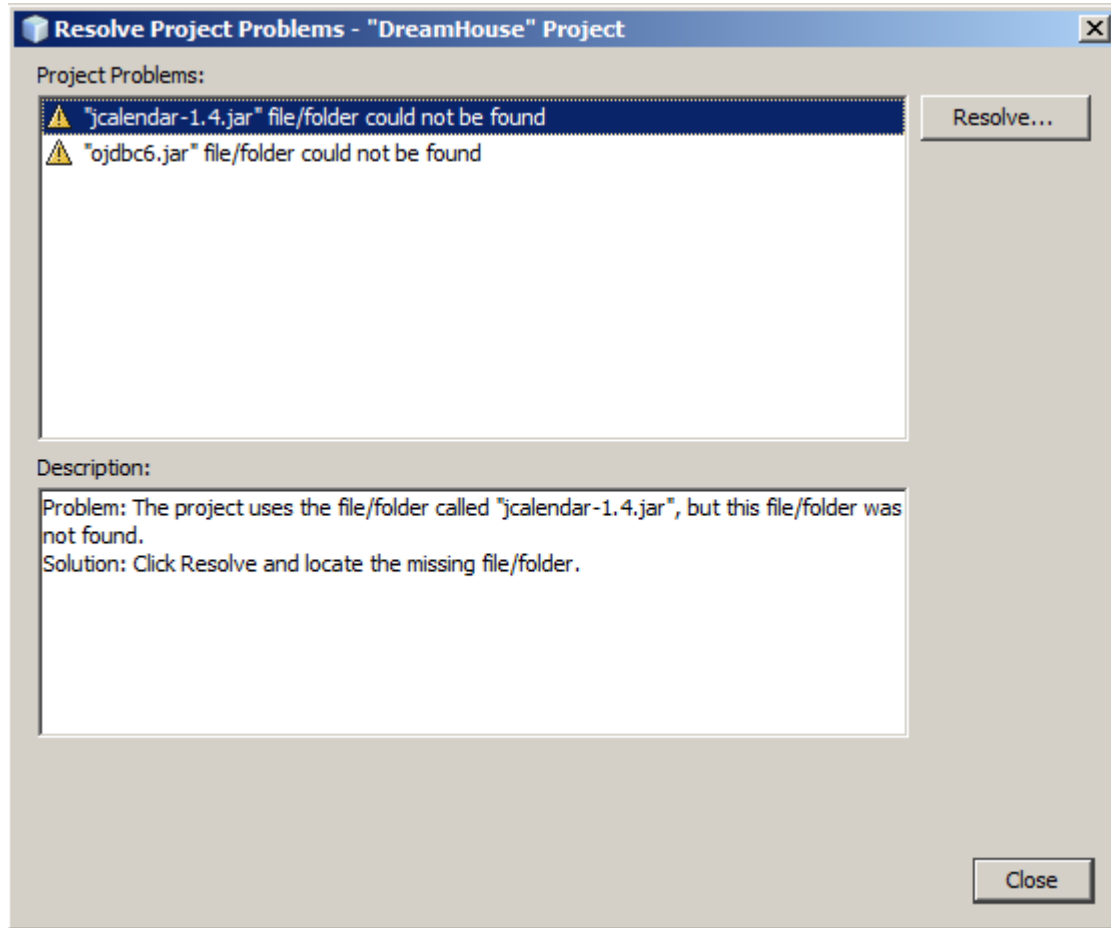 Resolve Project Problems - "DreamHouse" Project
Project Problems:
"jcalendar-1.4.jar" file/folder could not be found
Resolve...
"ojdbc6.jar" file/folder could not be found
Description:
Problem: The project uses the file/folder called "jcalendar-1.4.jar", but this file/folder was
not found.
Solution: Click Resolve and locate the missing file/folder.
Close